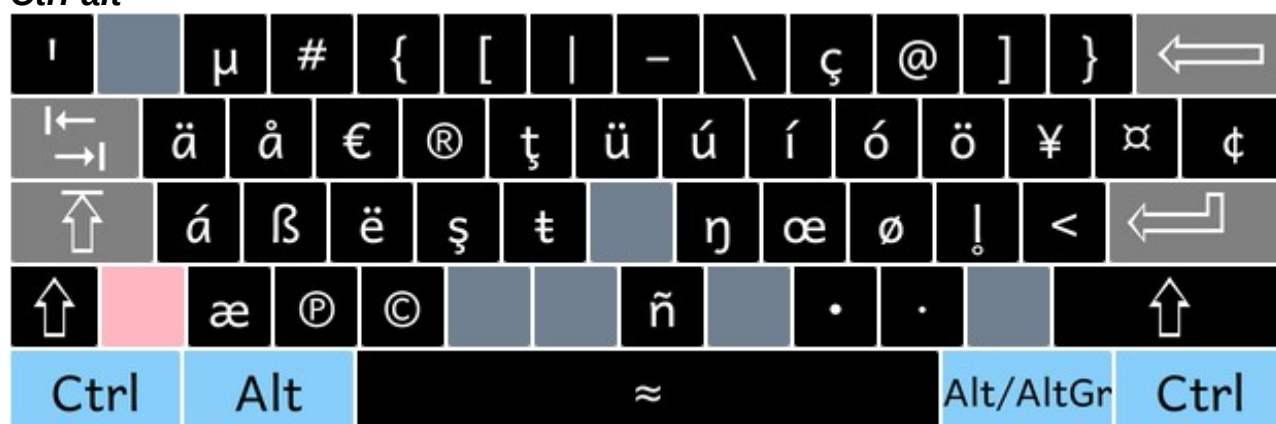 Ctrl-alt
' µ # { [ | – \ ç @ ] }
ä å € ® ţ ü ú í ó ö ¥ ¤ ¢
á ß ë ş ŧ ŋ œ ø l̥ <
æ ℗ © ñ • ·
Ctrl Alt ≈ Alt/AltGr Ctrl